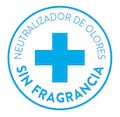 NEUTRALIZADOR DE OLORES
SIN FRAGRANCIA